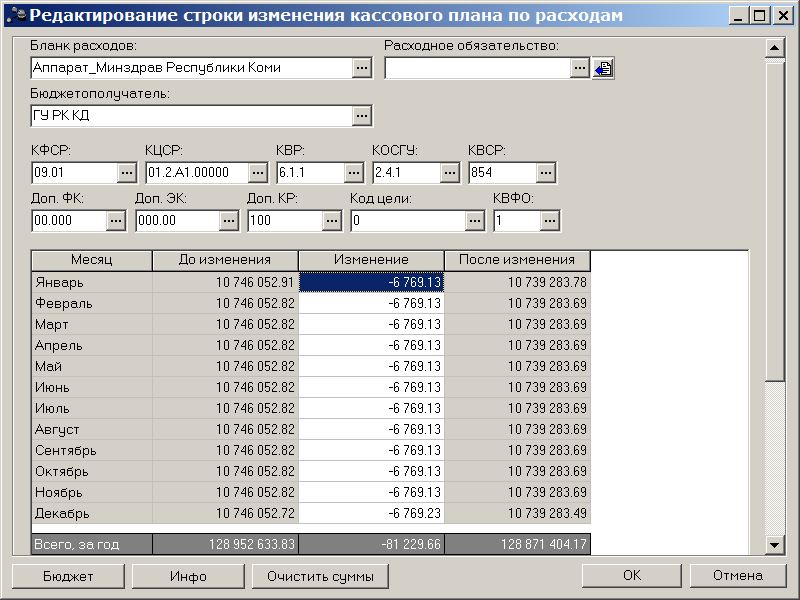 Редактирование строки изменения кассового плана по расходам
Бланк расходов: Расходное обязательство:
Аппарат_Минздрав Республики Коми
Бюджетополучатель:
ГУ РК КД
КФСР: КЦСР: КВР: КОСГУ: КВСР:
09.01 01.2.А1.00000 6.1.1 2.4.1 854
Доп. ФК: Доп. ЭК: Доп. КР: Код цели: КВФО:
00.000 000.00 100 0 1
Месяц До изменения Изменение После изменения
Январь 10 746 052.91 -6 769.13 10 739 283.78
Февраль 10 746 052.82 -6 769.13 10 739 283.69
Март 10 746 052.82 -6 769.13 10 739 283.69
Апрель 10 746 052.82 -6 769.13 10 739 283.69
Май 10 746 052.82 -6 769.13 10 739 283.69
Июнь 10 746 052.82 -6 769.13 10 739 283.69
Июль 10 746 052.82 -6 769.13 10 739 283.69
Август 10 746 052.82 -6 769.13 10 739 283.69
Сентябрь 10 746 052.82 -6 769.13 10 739 283.69
Октябрь 10 746 052.82 -6 769.13 10 739 283.69
Ноябрь 10 746 052.82 -6 769.13 10 739 283.69
Декабрь 10 746 052.72 -6 769.23 10 739 283.49
Всего, за год 128 952 633.83 -81 229.66 128 871 404.17
Бюджет Инфо Очистить суммы ОК Отмена